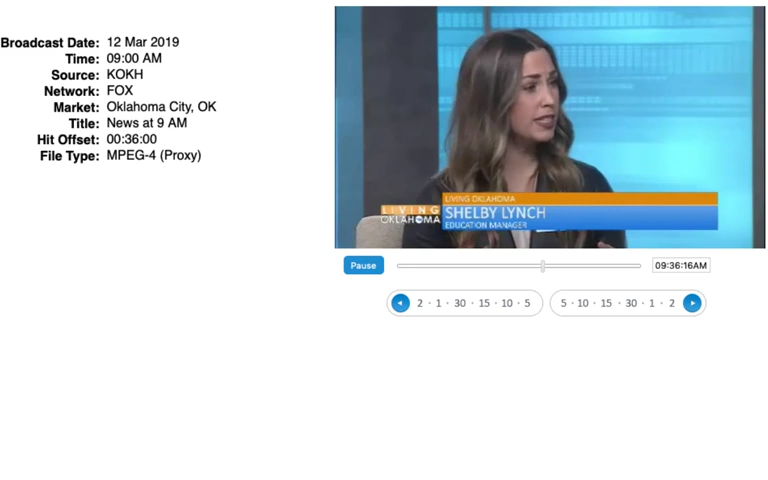 Broadcast Date: 12 Mar 2019
Time: 09:00 AM
Source: KOKH
Network: FOX
Market: Oklahoma City, OK
Title: News at 9 AM
Hit Offset: 00:36:00
File Type: MPEG-4 (Proxy)
LIVING OKLAHOMA
LIVING
OKLAHOMA
SHELBY LYNCH
EDUCATION MANAGER
Pause
09:36:16AM
2 · 1 · 30 · 15 · 10 · 5
5 · 10 · 15 · 30 · 1 · 2